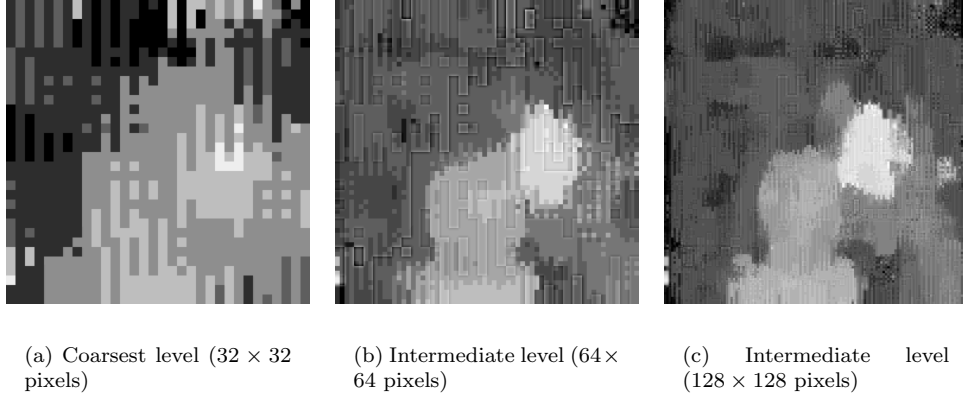 (a) Coarsest level (32 × 32
pixels)
(b) Intermediate level (64×
64 pixels)
(c) Intermediate level
(128 × 128 pixels)